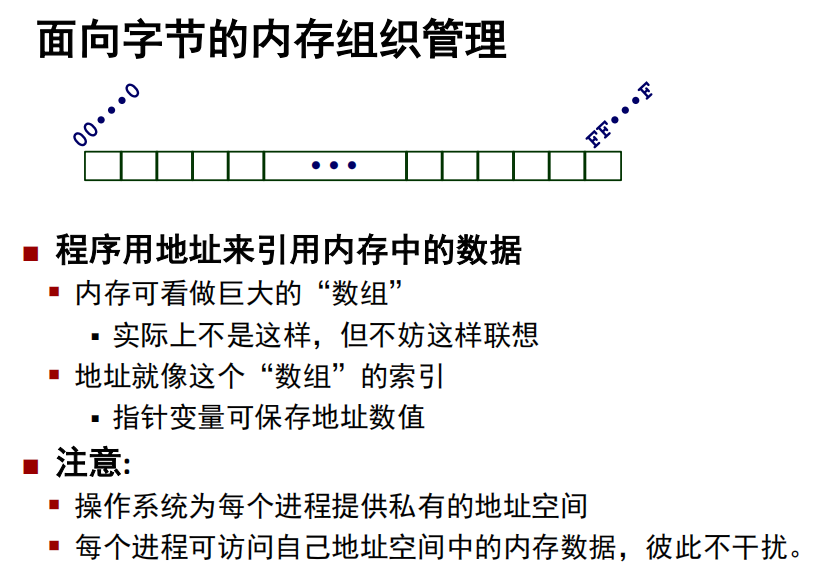 面向字节的内存组织管理
00•••0
FF•••F
•••
程序用地址来引用内存中的数据
内存可看做巨大的“数组”
实际上不是这样，但不妨这样联想
地址就像这个“数组”的索引
指针变量可保存地址数值
注意:
操作系统为每个进程提供私有的地址空间
每个进程可访问自己地址空间中的内存数据，彼此不干扰。